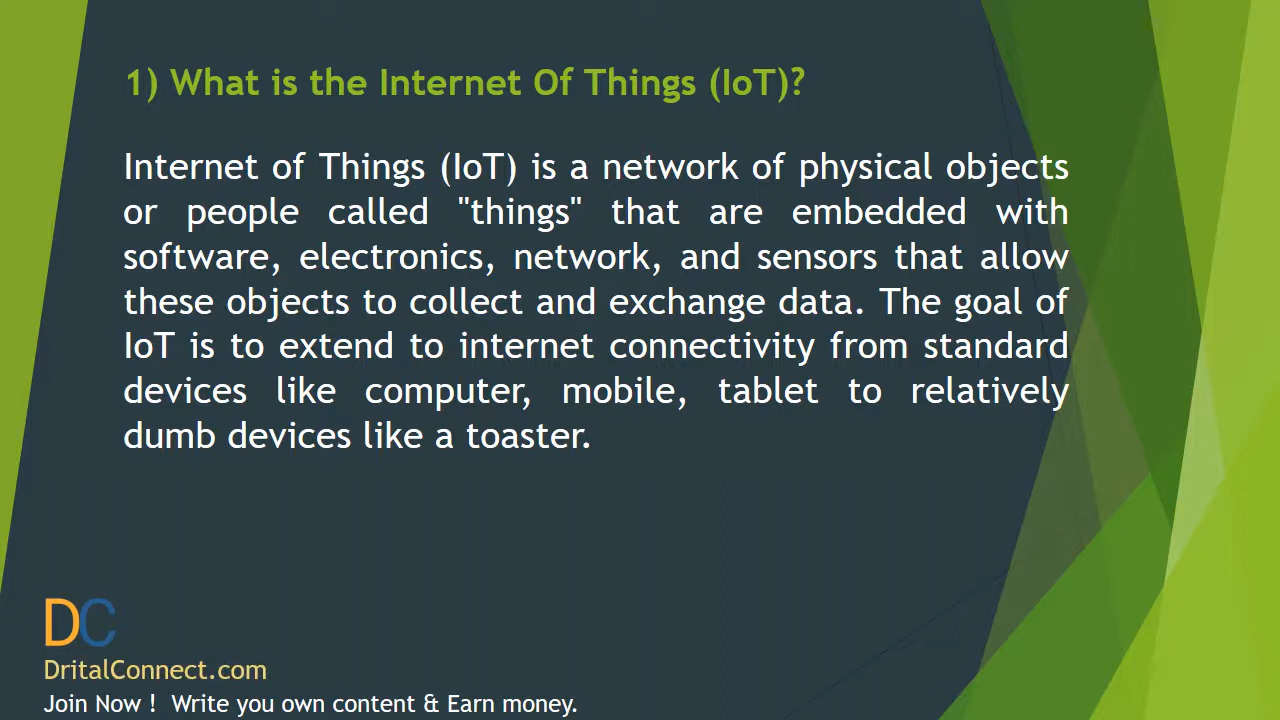 1) What is the Internet Of Things (IoT)?
Internet of Things (IoT) is a network of physical objects
or people called "things" that are embedded with
software, electronics, network, and sensors that allow
these objects to collect and exchange data. The goal of
IoT is to extend to internet connectivity from standard
devices like computer, mobile, tablet to relatively
dumb devices like a toaster.
DC
DritalConnect.com
Join Now ! Write you own content & Earn money.